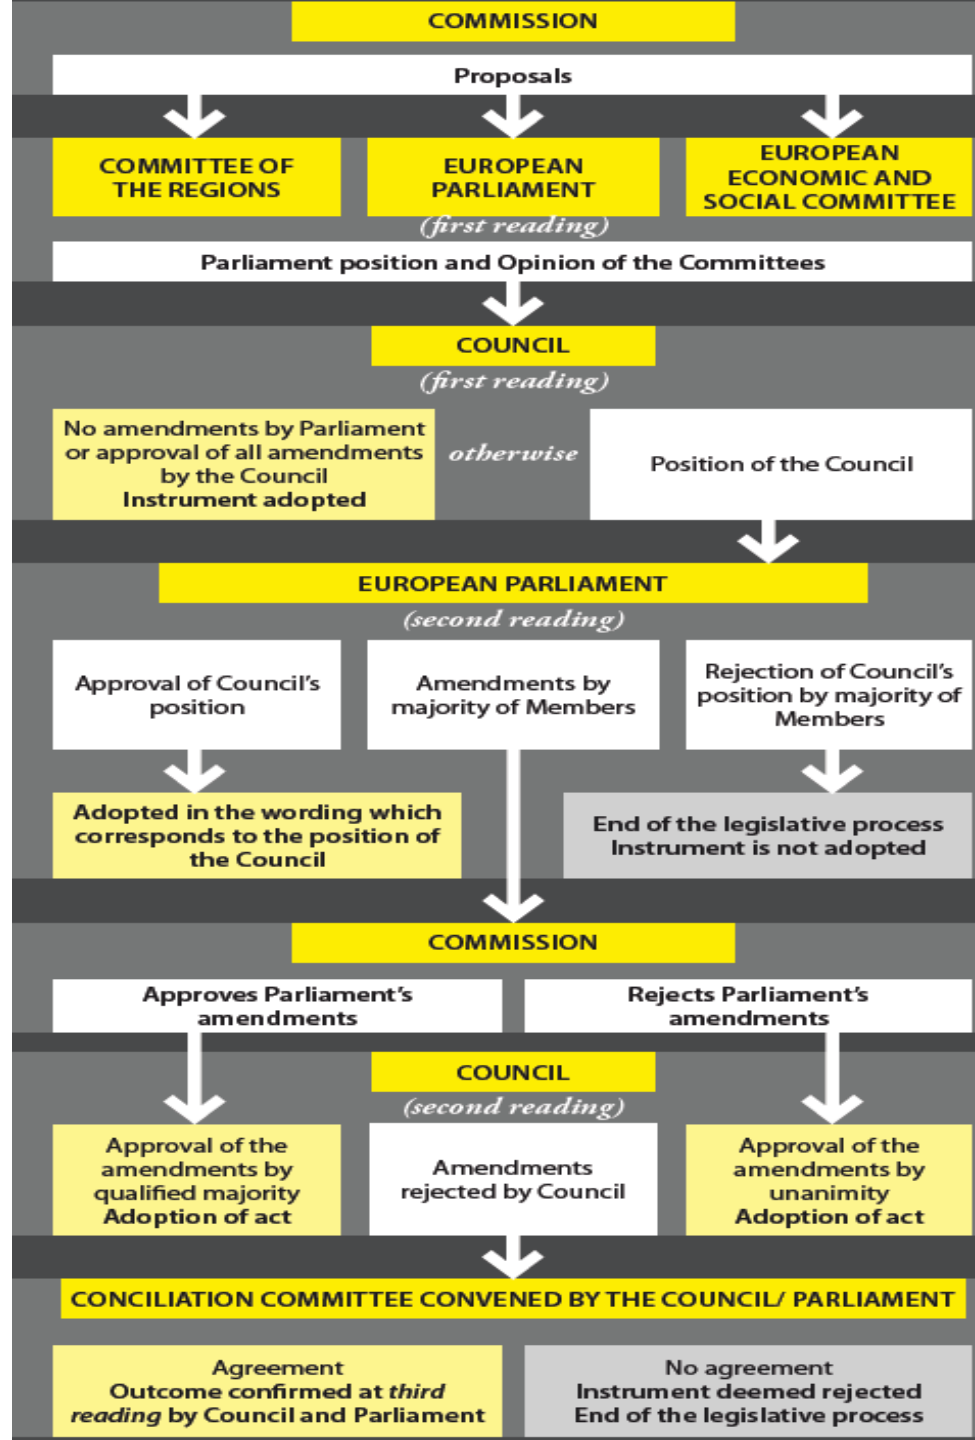 COMMISSION
Proposals
COMMITTEE OF
THE REGIONS
EUROPEAN
PARLIAMENT
EUROPEAN
ECONOMIC AND
SOCIAL COMMITTEE
(first reading)
Parliament position and Opinion of the Committees
COUNCIL
(first reading)
No amendments by Parliament
or approval of all amendments
by the Council
Instrument adopted
otherwise
Position of the Council
EUROPEAN PARLIAMENT
(second reading)
Approval of Council’s
position
Amendments by
majority of Members
Rejection of Council’s
position by majority of
Members
Adopted in the wording which
corresponds to the position of
the Council
End of the legislative process
Instrument is not adopted
COMMISSION
Approves Parliament’s
amendments
Rejects Parliament’s
amendments
COUNCIL
(second reading)
Approval of the
amendments by
qualified majority
Adoption of act
Amendments
rejected by Council
Approval of the
amendments by
unanimity
Adoption of act
CONCILIATION COMMITTEE CONVENED BY THE COUNCIL/ PARLIAMENT
Agreement
Outcome confirmed at third
reading by Council and Parliament
No agreement
Instrument deemed rejected
End of the legislative process